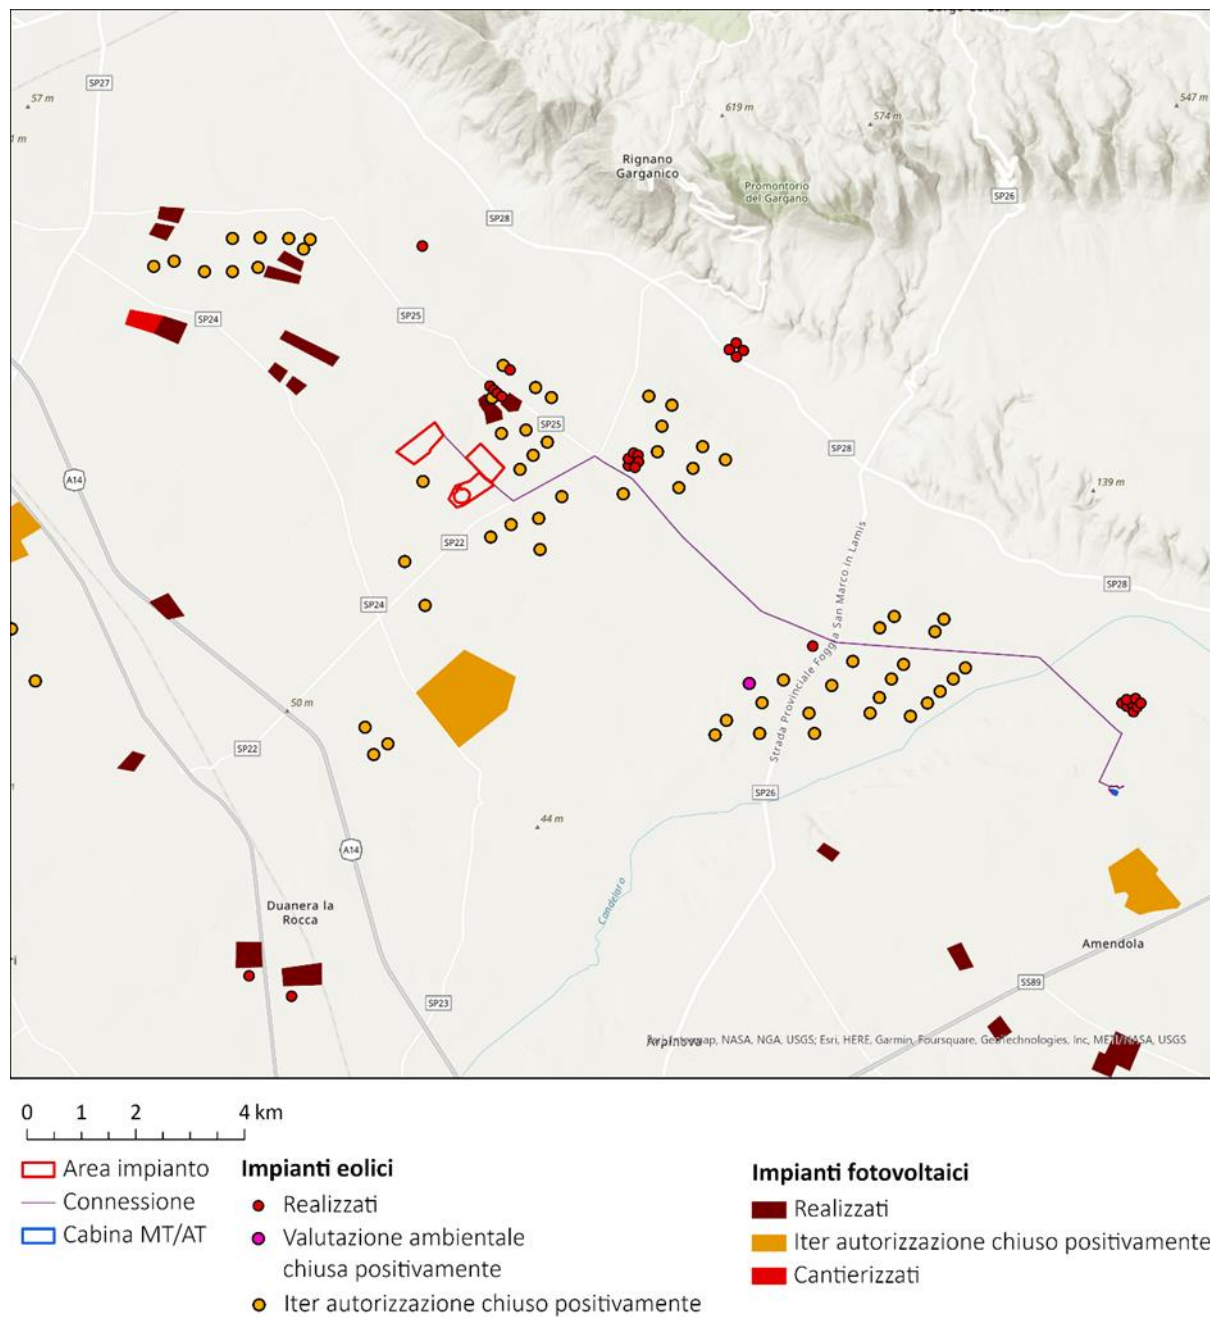 SP27
57 m
1 m
619 m
574 m
547 m
Rignano
Garganico
Promontorio
del Gargano
SP26
SP28
SP24
SP25
SP25
SP28
A14
139 m
SP22
SP28
SP24
Strada Provinciale Foggia San Marco in Lamis
50 m
SP22
SP26
44 m
A14
Candelaro
Duanera la
Rocca
Amendola
SS89
SP23
NASA, NGA, USGS; Esri, HERE, Garmin, Foursquare, GeoTechnologies, Inc, METI/NASA, USGS
0 1 2 4 km
Area impianto
Connessione
Cabina MT/AT
Impianti eolici
Realizzati
Valutazione ambientale
chiusa positivamente
Iter autorizzazione chiuso positivamente
Impianti fotovoltaici
Realizzati
Iter autorizzazione chiuso positivamente
Cantierizzati